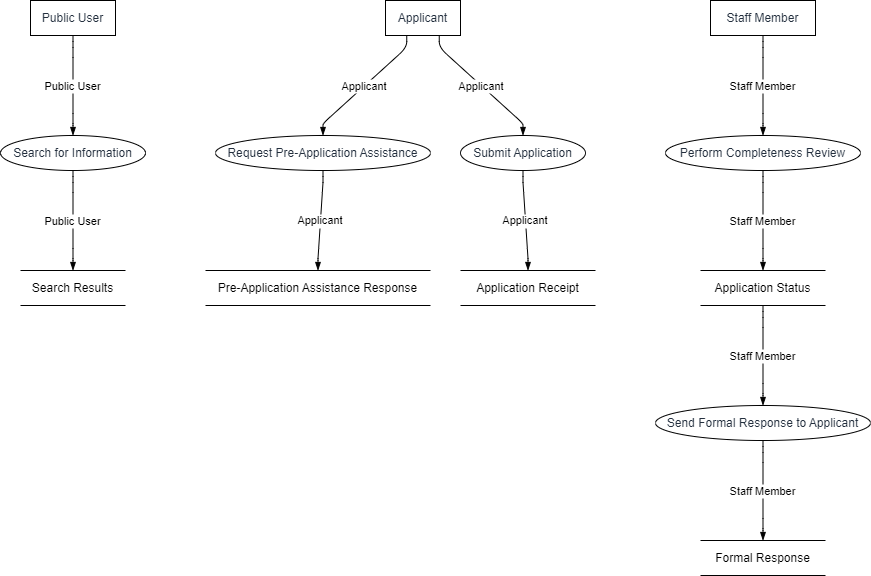 Public User
Applicant
Staff Member
Public User
Applicant
Applicant
Staff Member
Search for Information
Request Pre-Application Assistance
Submit Application
Perform Completeness Review
Public User
Applicant
Applicant
Staff Member
Search Results
Pre-Application Assistance Response
Application Receipt
Application Status
Staff Member
Send Formal Response to Applicant
Staff Member
Formal Response